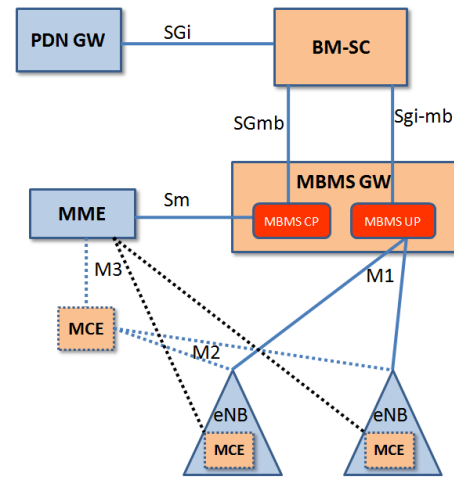 PDN GW
SGi
BM-SC
SGmb
Sgi-mb
MBMS GW
MME
Sm
MBMS CP
MBMS UP
M3
M1
MCE
M2
eNB
eNB
MCE
MCE